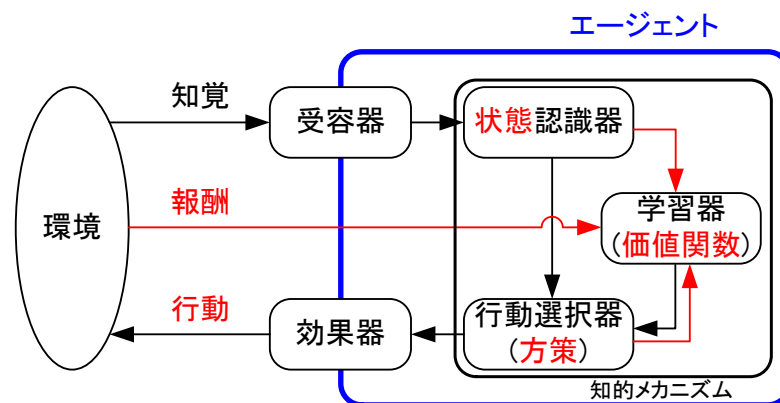 エージェント
知覚
受容器
状態認識器
環境
報酬
学習器
(価値関数)
行動
効果器
行動選択器
(方策)
知的メカニズム